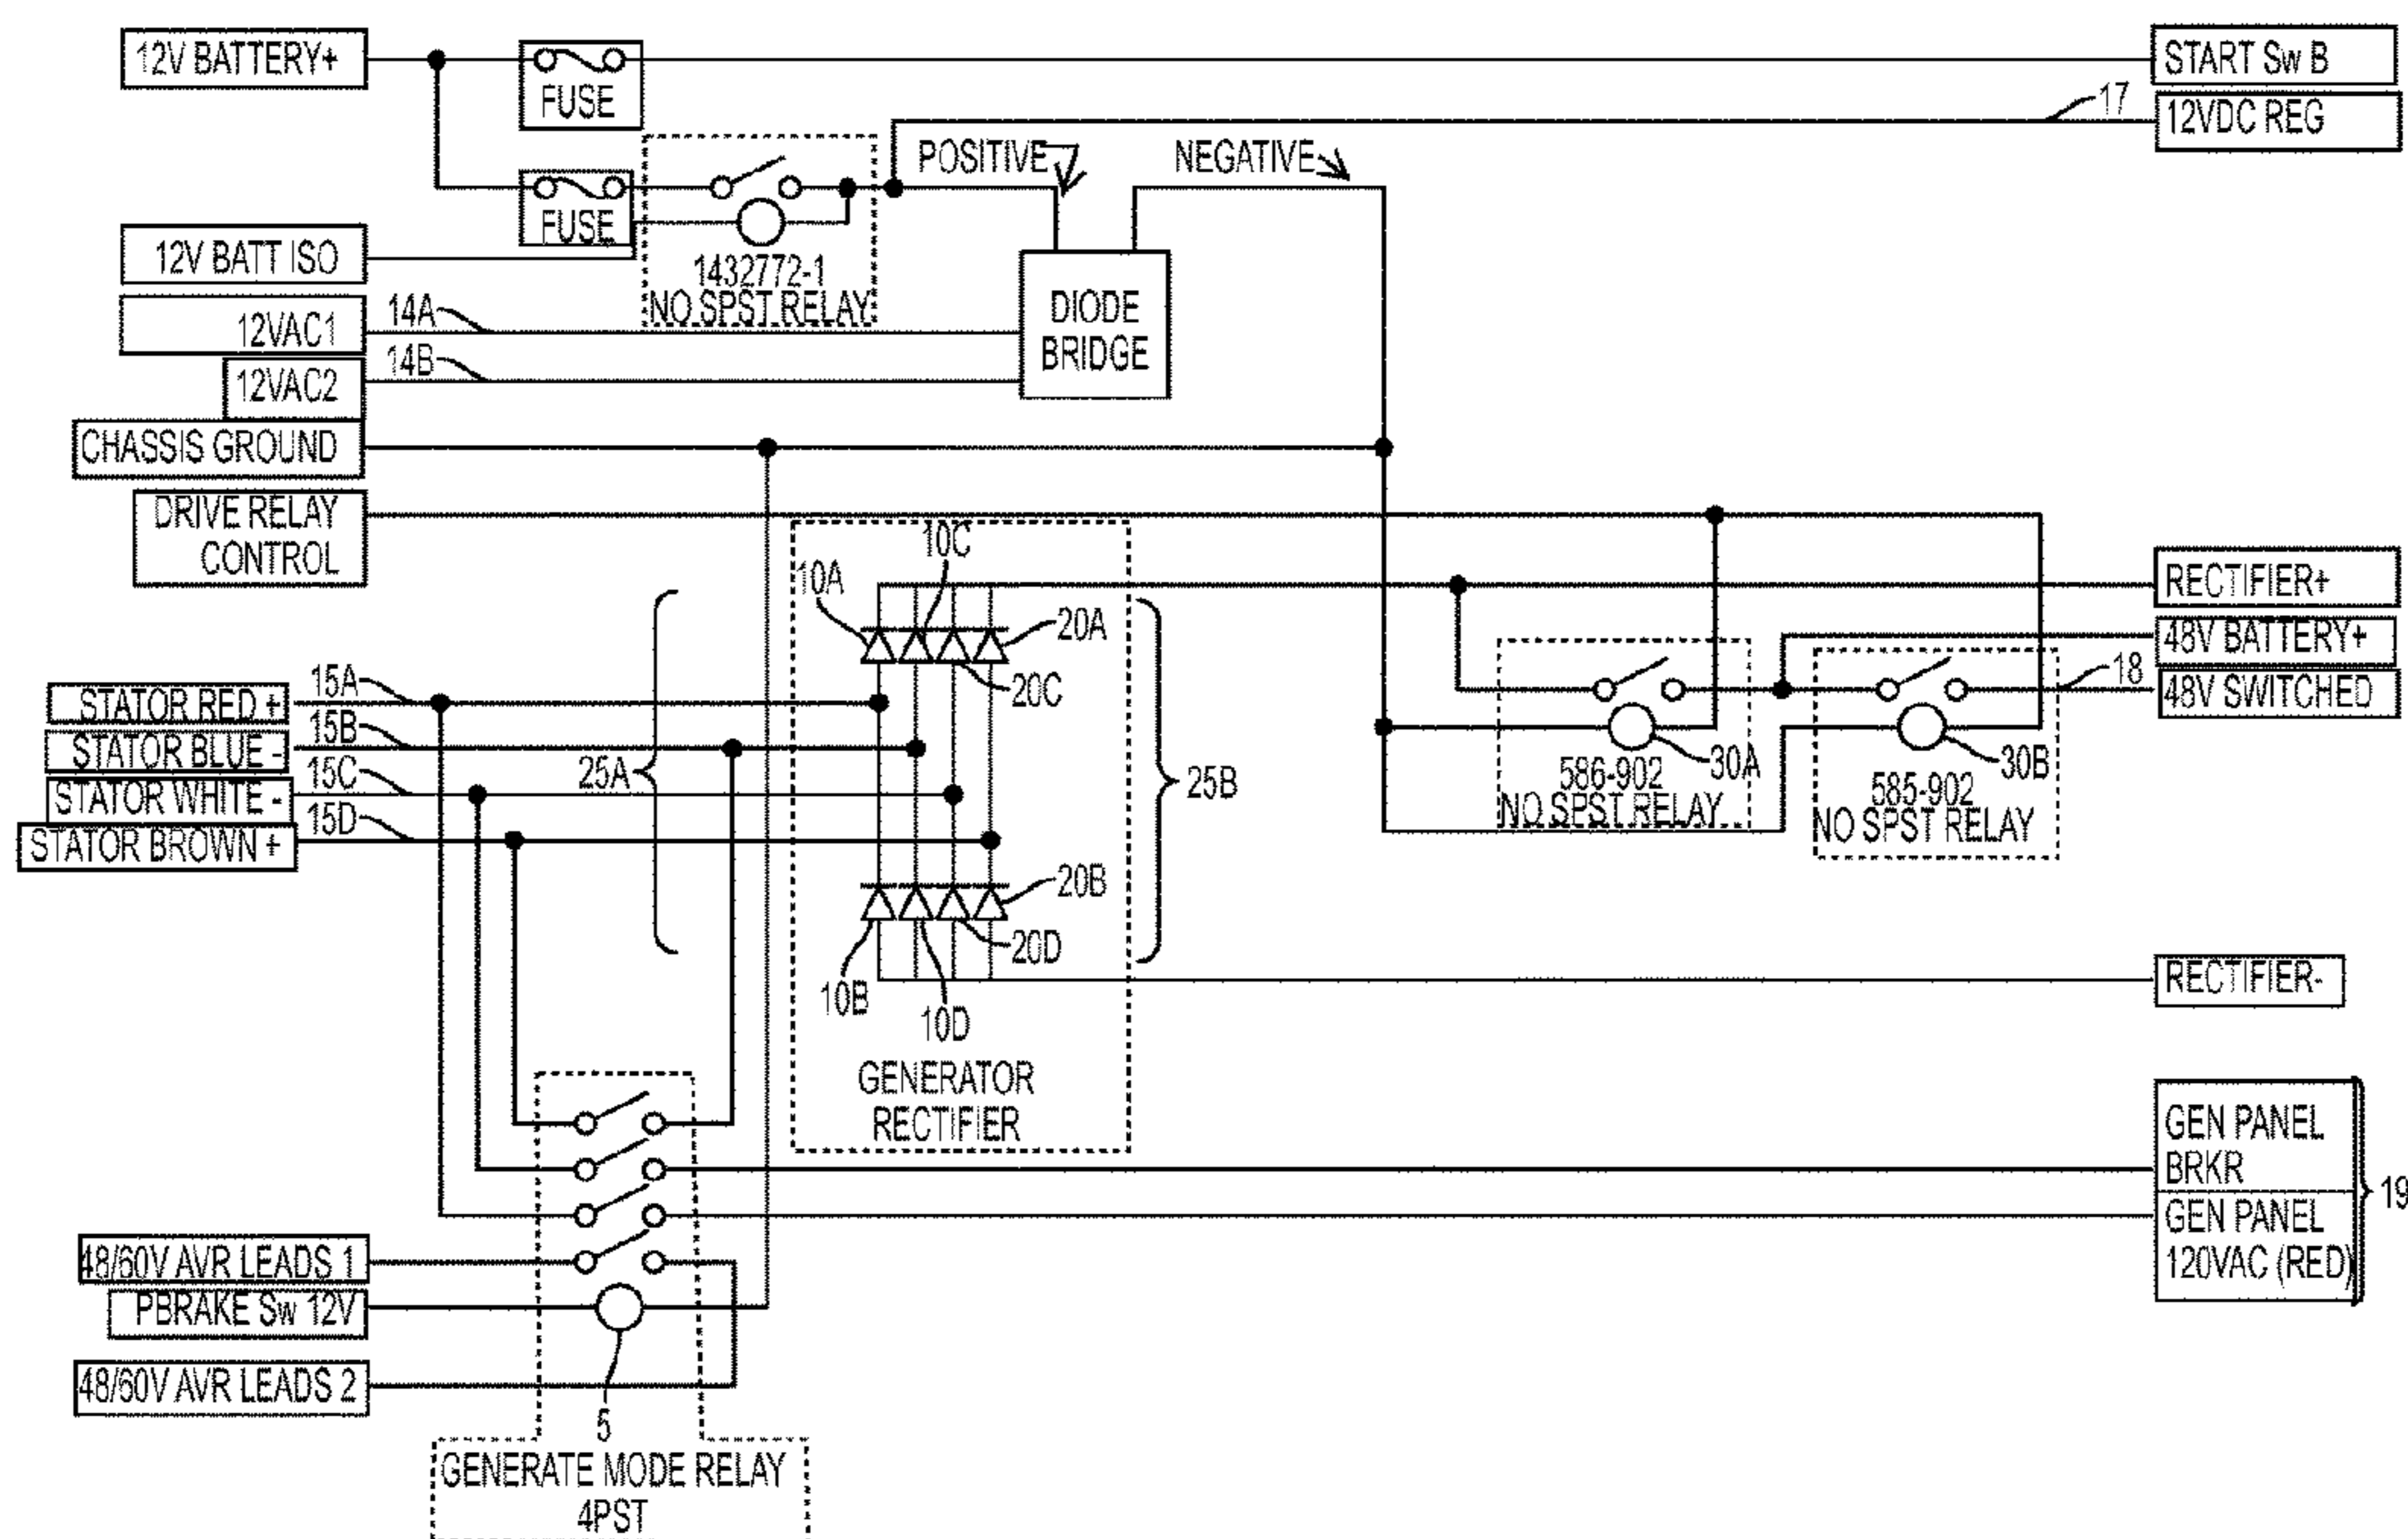 12V BATTERY+
FUSE
START Sw B
17
12VDC REG
POSITIVE
NEGATIVE
FUSE
12V BATT ISO
1432772-1
NO SPST RELAY
12VAC1
14A
DIODE
BRIDGE
12VAC2
14B
CHASSIS GROUND
DRIVE RELAY
CONTROL
10C
10A
20A
20C
RECTIFIER+
48V BATTERY+
18
48V SWITCHED
STATOR RED +
15A
STATOR BLUE -
15B
STATOR WHITE -
15C
STATOR BROWN +
15D
25A
25B
30A
586-902
NO SPST RELAY
30B
585-902
NO SPST RELAY
20B
20D
10B
10D
RECTIFIER-
GENERATOR
RECTIFIER
GEN PANEL
BRKR
GEN PANEL
120VAC (RED)
19
48/60V AVR LEADS 1
PBRAKE Sw 12V
48/60V AVR LEADS 2
5
GENERATE MODE RELAY
4PST